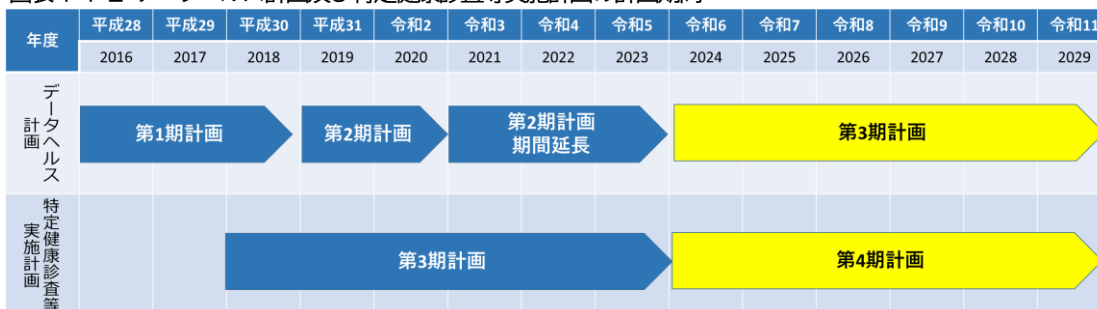 年度 平成28 平成29 平成30 平成31 令和2 令和3 令和4 令和5 令和6 令和7 令和8 令和9 令和10 令和11
2016 2017 2018 2019 2020 2021 2022 2023 2024 2025 2026 2027 2028 2029
データヘルス
計画
第1期計画
第2期計画
第2期計画
期間延長
第3期計画
特定健康診査等
実施計画
第3期計画
第4期計画